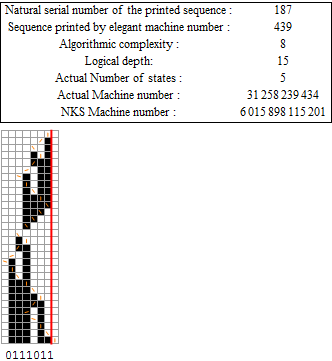 Natural serial number of the printed sequence : 187
Sequence printed by elegant machine number : 439
Algorithmic complexity : 8
Logical depth: 15
Actual Number of states : 5
Actual Machine number : 31 258 239 434
NKS Machine number : 6 015 898 115 201
0111011